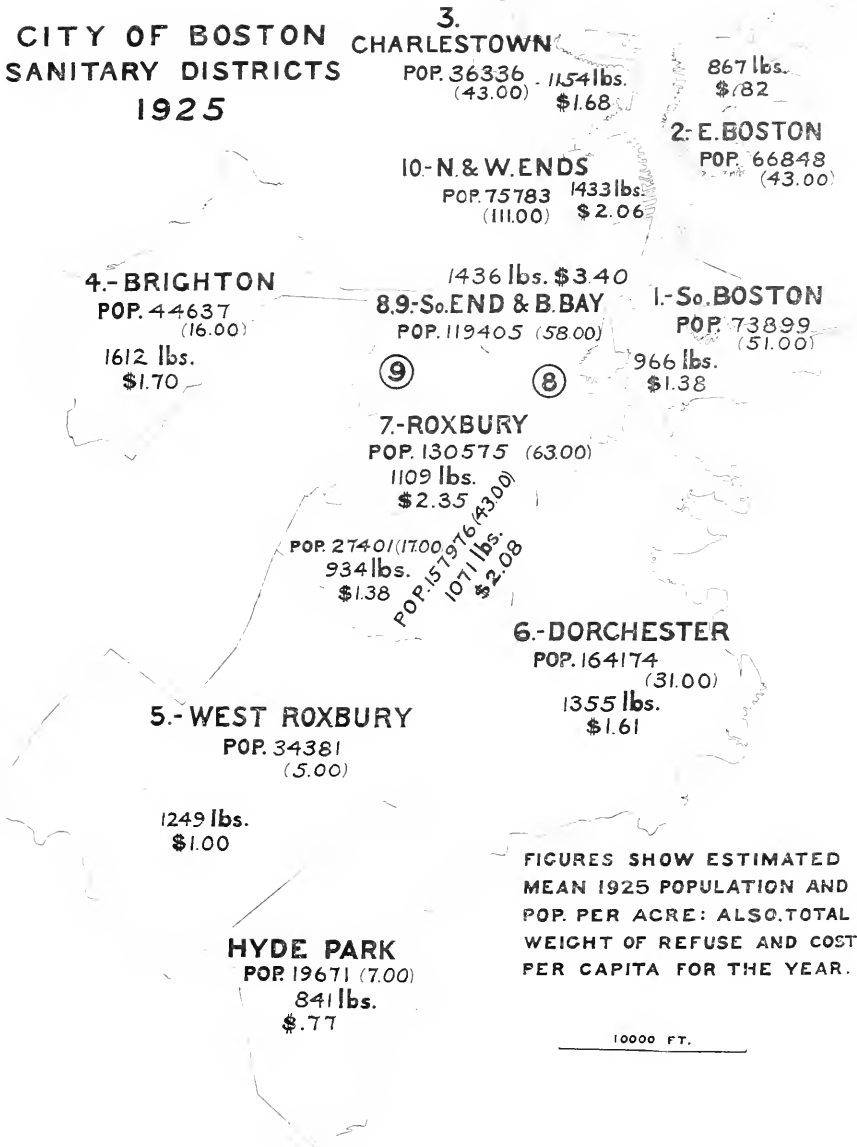 CITY OF BOSTON
SANITARY DISTRICTS
1925
3.
CHARLESTOWN
POP. 36336
(43.00)
1154 lbs.
$1.68
867 lbs.
$1.82
2.-E. BOSTON
POP. 66848
(43.00)
10.-N. & W. ENDS
POP. 75783
(111.00)
1433 lbs.
$2.06
4.-BRIGHTON
POP. 44637
(16.00)
1612 lbs.
$1.70
1436 lbs. $3.40
8.9.-So. END & B. BAY
POP. 119405 (58.00)
9
8
1.-So. BOSTON
POP. 73899
(51.00)
966 lbs.
$1.38
7.-ROXBURY
POP. 130575 (63.00)
1109 lbs.
$2.35
POP. 27401 (17.00)
934 lbs.
$1.38
POP. 157976 (43.00)
1071 lbs.
$2.08
6.-DORCHESTER
POP. 164174
(31.00)
1355 lbs.
$1.61
5.-WEST ROXBURY
POP. 34381
(5.00)
1249 lbs.
$1.00
HYDE PARK
POP. 19671 (7.00)
841 lbs.
$.77
FIGURES SHOW ESTIMATED
MEAN 1925 POPULATION AND
POP. PER ACRE: ALSO. TOTAL
WEIGHT OF REFUSE AND COST
PER CAPITA FOR THE YEAR.
10000 FT.